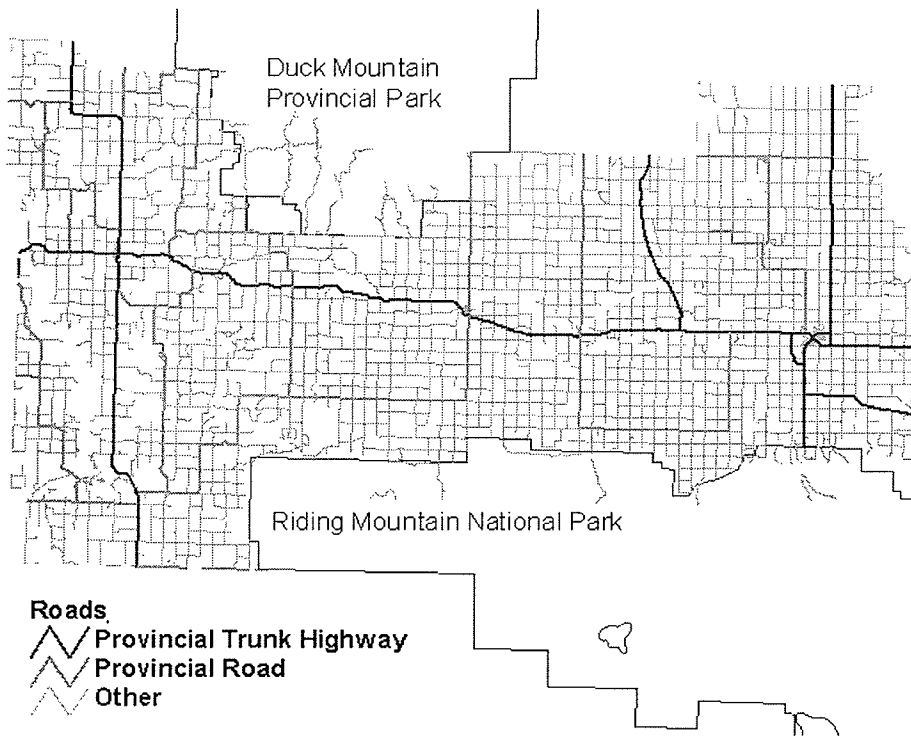 Duck Mountain
Provincial Park
Riding Mountain National Park
Roads
Provincial Trunk Highway
Provincial Road
Other